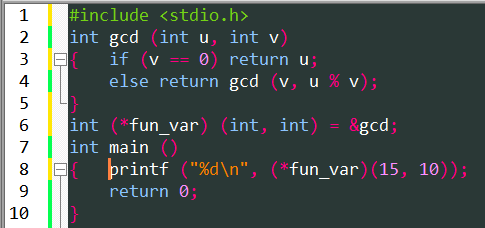 1 #include <stdio.h>
2 int gcd (int u, int v)
3 {   if (v == 0) return u;
4     else return gcd (v, u % v);
5 }
6 int (*fun_var) (int, int) = &gcd;
7 int main ()
8 {   printf ("%d\n", (*fun_var)(15, 10));
9     return 0;
10 }